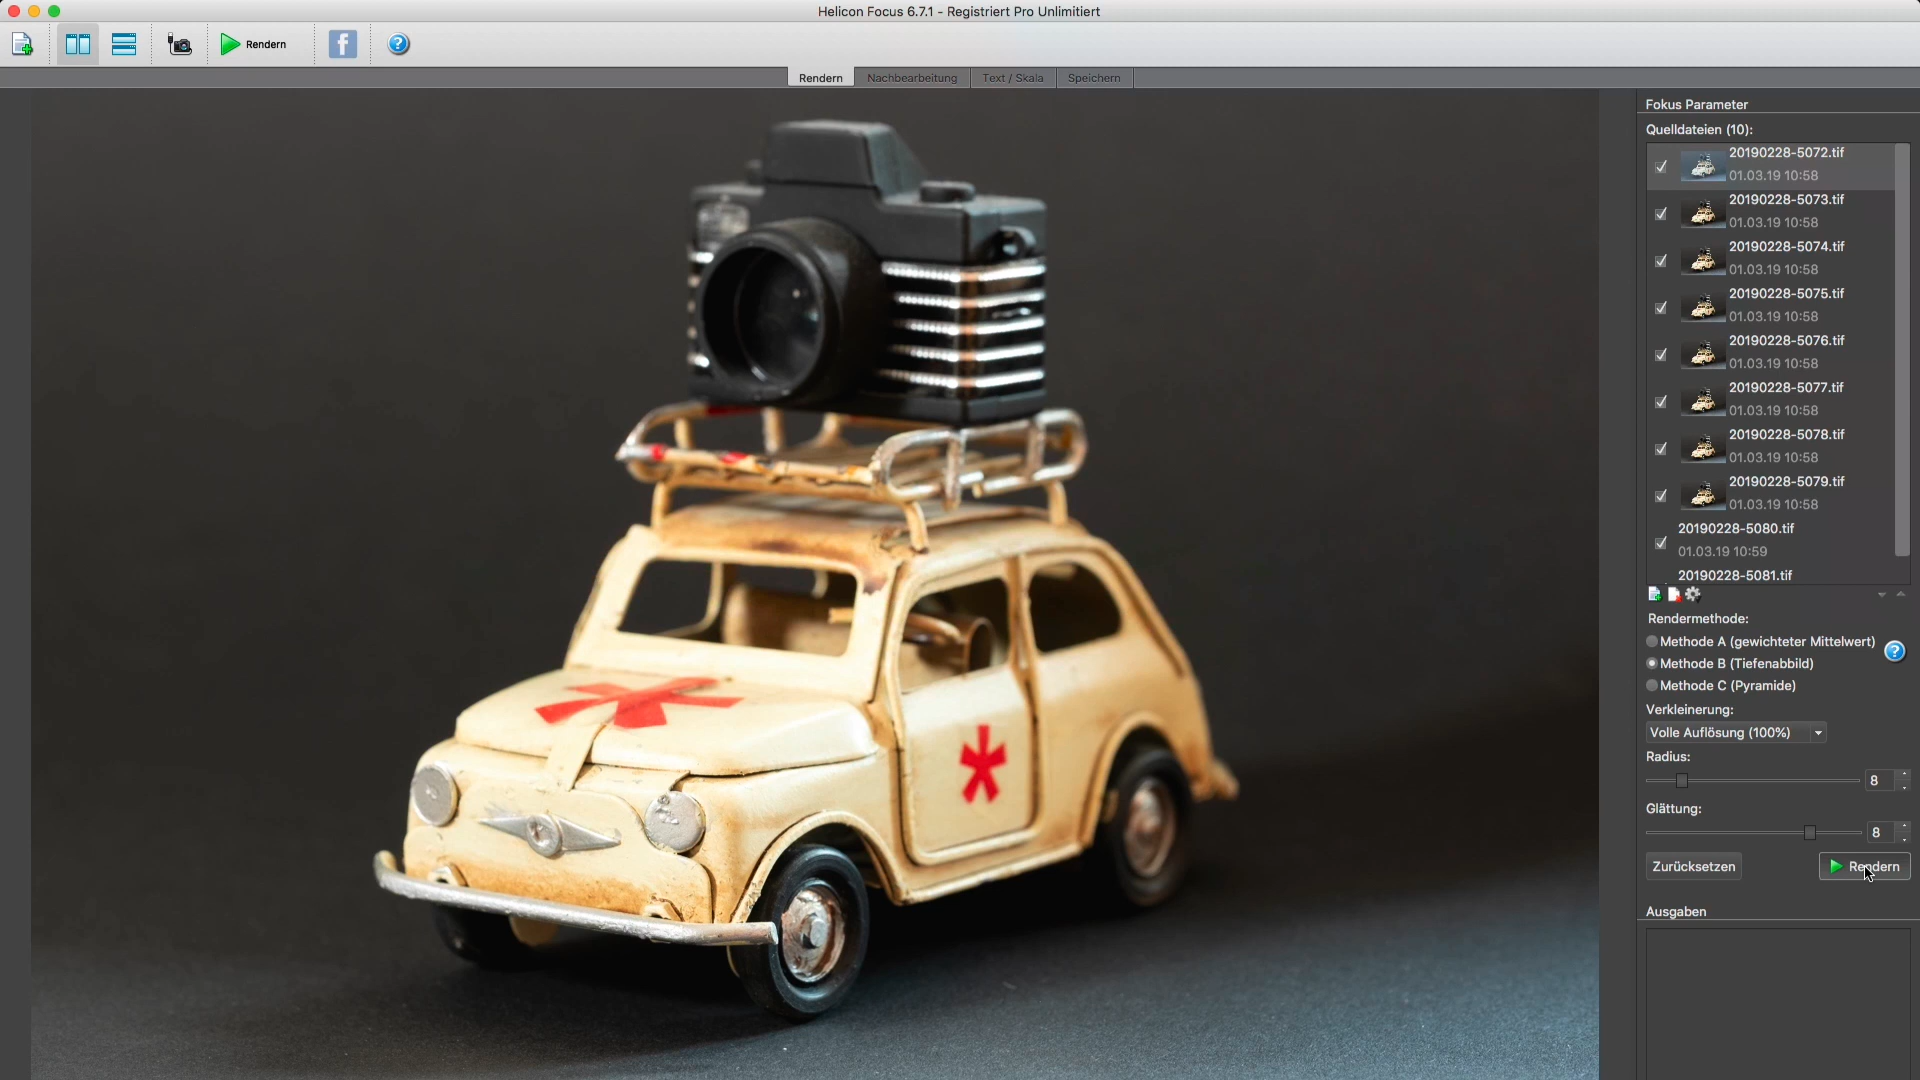 Helicon Focus 6.7.1 - Registriert Pro Unlimitiert
Rendern
Rendern
Nachbearbeitung
Text / Skala
Speichern
Fokus Parameter
Quelldateien (10):
20190228-5072.tif
01.03.19 10:58
20190228-5073.tif
01.03.19 10:58
20190228-5074.tif
01.03.19 10:58
20190228-5075.tif
01.03.19 10:58
20190228-5076.tif
01.03.19 10:58
20190228-5077.tif
01.03.19 10:58
20190228-5078.tif
01.03.19 10:58
20190228-5079.tif
01.03.19 10:58
20190228-5080.tif
01.03.19 10:59
20190228-5081.tif
Rendermethode:
Methode A (gewichteter Mittelwert)
Methode B (Tiefenabbild)
Methode C (Pyramide)
Verkleinerung:
Volle Auflösung (100%)
Radius:
8
Glättung:
8
Zurücksetzen
Rendern
Ausgaben